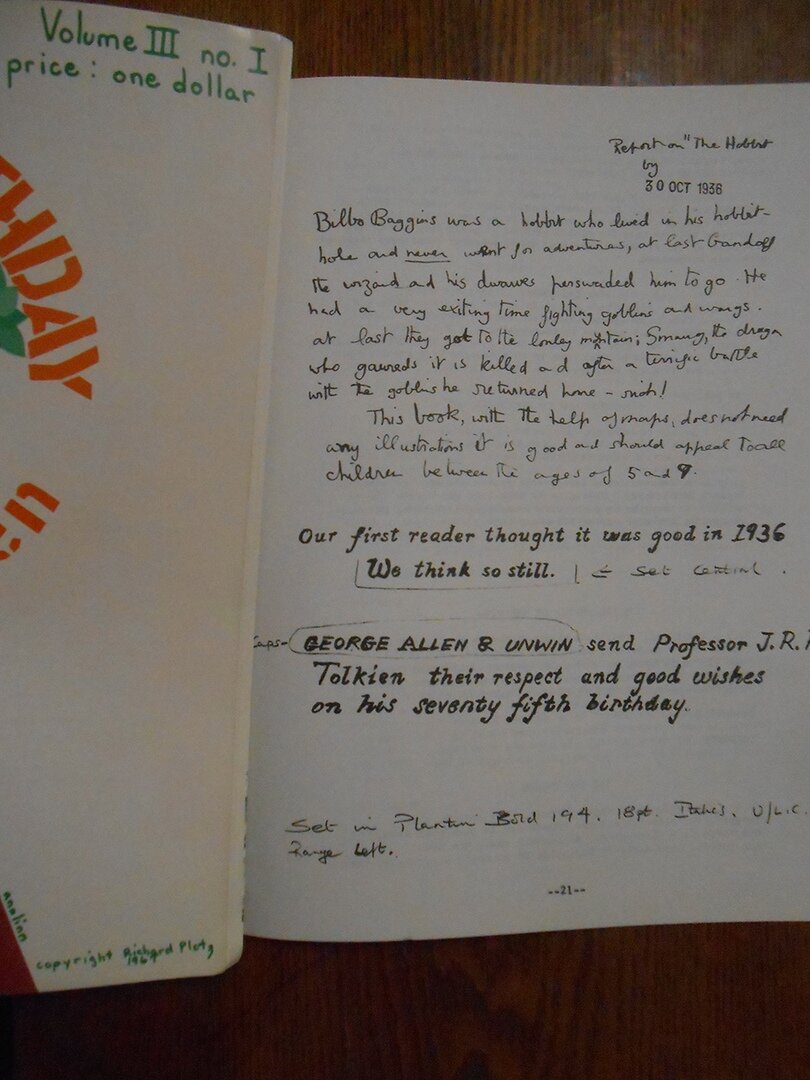 Volume III no. I
price: one dollar
THDAY
U.
copyright Richard Plotz
1967
Report on "The Hobbit
by
30 OCT 1936
Bilbo Baggins was a hobbit who lived in his hobbit-
hole and never went for adventures, at last Gandalf
the wizard and his dwarves perswaded him to go. He
had a very exiting time fighting goblins and wargs.
at last they got to the lonley mountain; Smaug, the dragon
who gawreds it is killed and after a terrific battle
with the goblins he returned home - rich!
This book, with the help of maps, does not need
any illustrations it is good and should appeal to all
children between the ages of 5 and 9.
Our first reader thought it was good in 1936
We think so still. Set central.
Caps- GEORGE ALLEN & UNWIN send Professor J.R.R
Tolkien their respect and good wishes
on his seventy fifth birthday.
Set in Plantin Bold 194. 18pt. Italics. U/L.C.
Range Left.
--21--